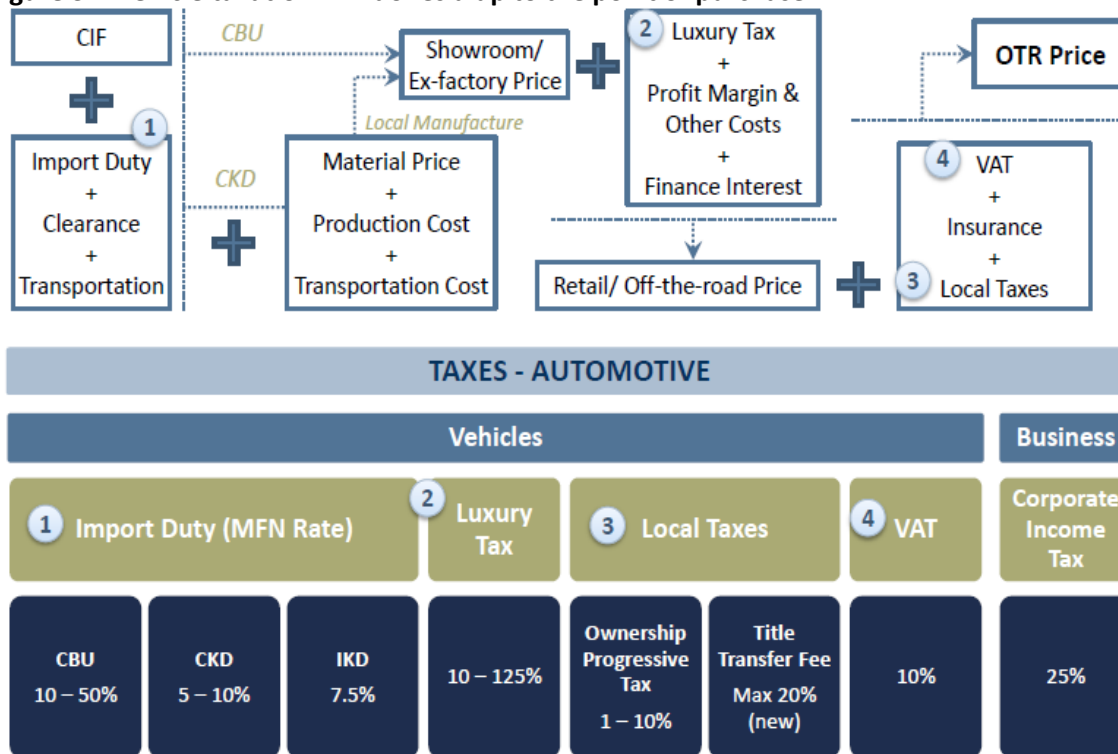 CIF
CBU
Showroom/
Ex-factory Price
2
Luxury Tax
+
Profit Margin &
Other Costs
+
Finance Interest
OTR Price
1
Import Duty
+
Clearance
+
Transportation
CKD
Local Manufacture
Material Price
+
Production Cost
+
Transportation Cost
Retail/ Off-the-road Price
4
VAT
+
Insurance
+
3
Local Taxes
TAXES - AUTOMOTIVE
Vehicles
Business
1 Import Duty (MFN Rate)
2
Luxury
Tax
3 Local Taxes
4 VAT
Corporate
Income
Tax
CBU
10 – 50%
CKD
5 – 10%
IKD
7.5%
10 – 125%
Ownership
Progressive
Tax
1 – 10%
Title
Transfer Fee
Max 20%
(new)
10%
25%